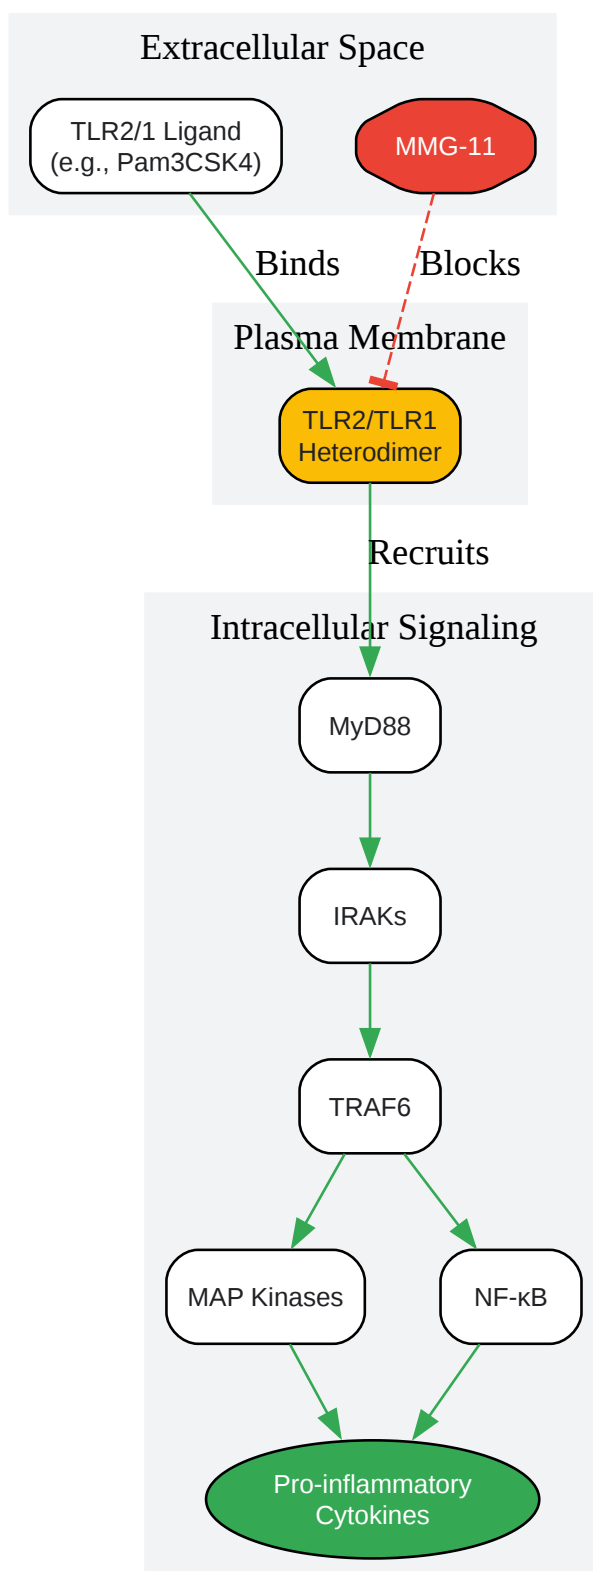 Extracellular Space
TLR2/1 Ligand
(e.g., Pam3CSK4)
MMG-11
Binds
Blocks
Plasma Membrane
TLR2/TLR1
Heterodimer
Recruits
Intracellular Signaling
MyD88
IRAKs
TRAF6
MAP Kinases
NF-κB
Pro-inflammatory
Cytokines